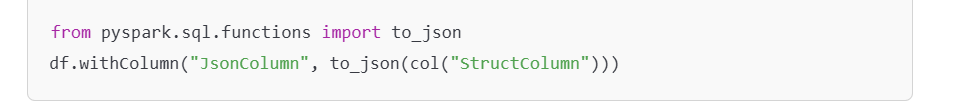 from pyspark.sql.functions import to_json
df.withColumn("JsonColumn", to_json(col("StructColumn")))